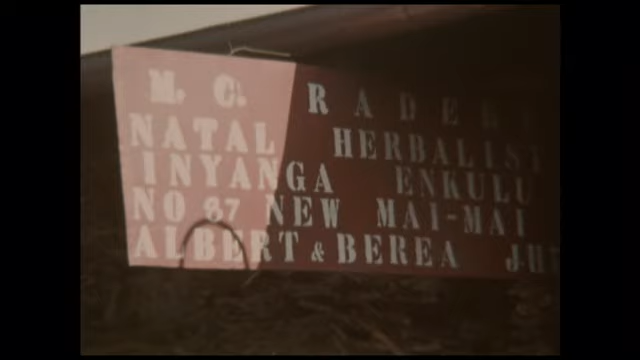 M. C.
NATAL HERBALIST
INYANGA ENKULU
NO 87 NEW MAI-MAI
ALBERT & BEREA